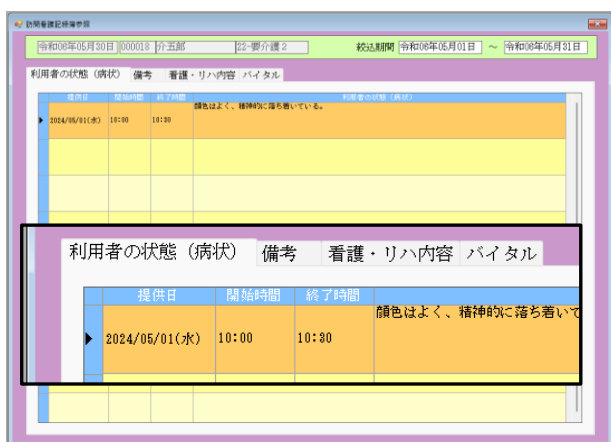 訪問看護記録簿参照
令和06年05月30日 000018 介五郎 22-要介護2 絞込期間 令和06年05月01日 ～ 令和06年05月31日
利用者の状態（病状） 備考 看護・リハ内容 バイタル
提供日 開始時間 終了時間 利用者の状態（病状）
2024/05/01(水) 10:00 10:30 顔色はよく、精神的に落ち着いている。
利用者の状態（病状） 備考 看護・リハ内容 バイタル
提供日 開始時間 終了時間
2024/05/01(水) 10:00 10:30 顔色はよく、精神的に落ち着いて